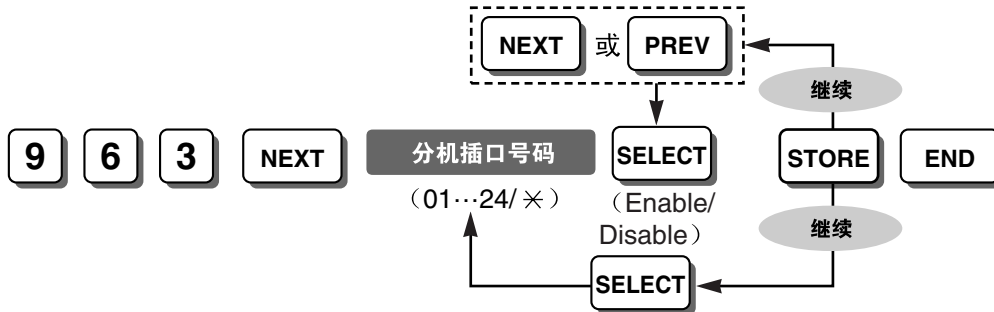 NEXT 或 PREV
继续
9 6 3 NEXT 分机插口号码 SELECT STORE END
（01…24/＊） （Enable/
Disable）
继续
SELECT